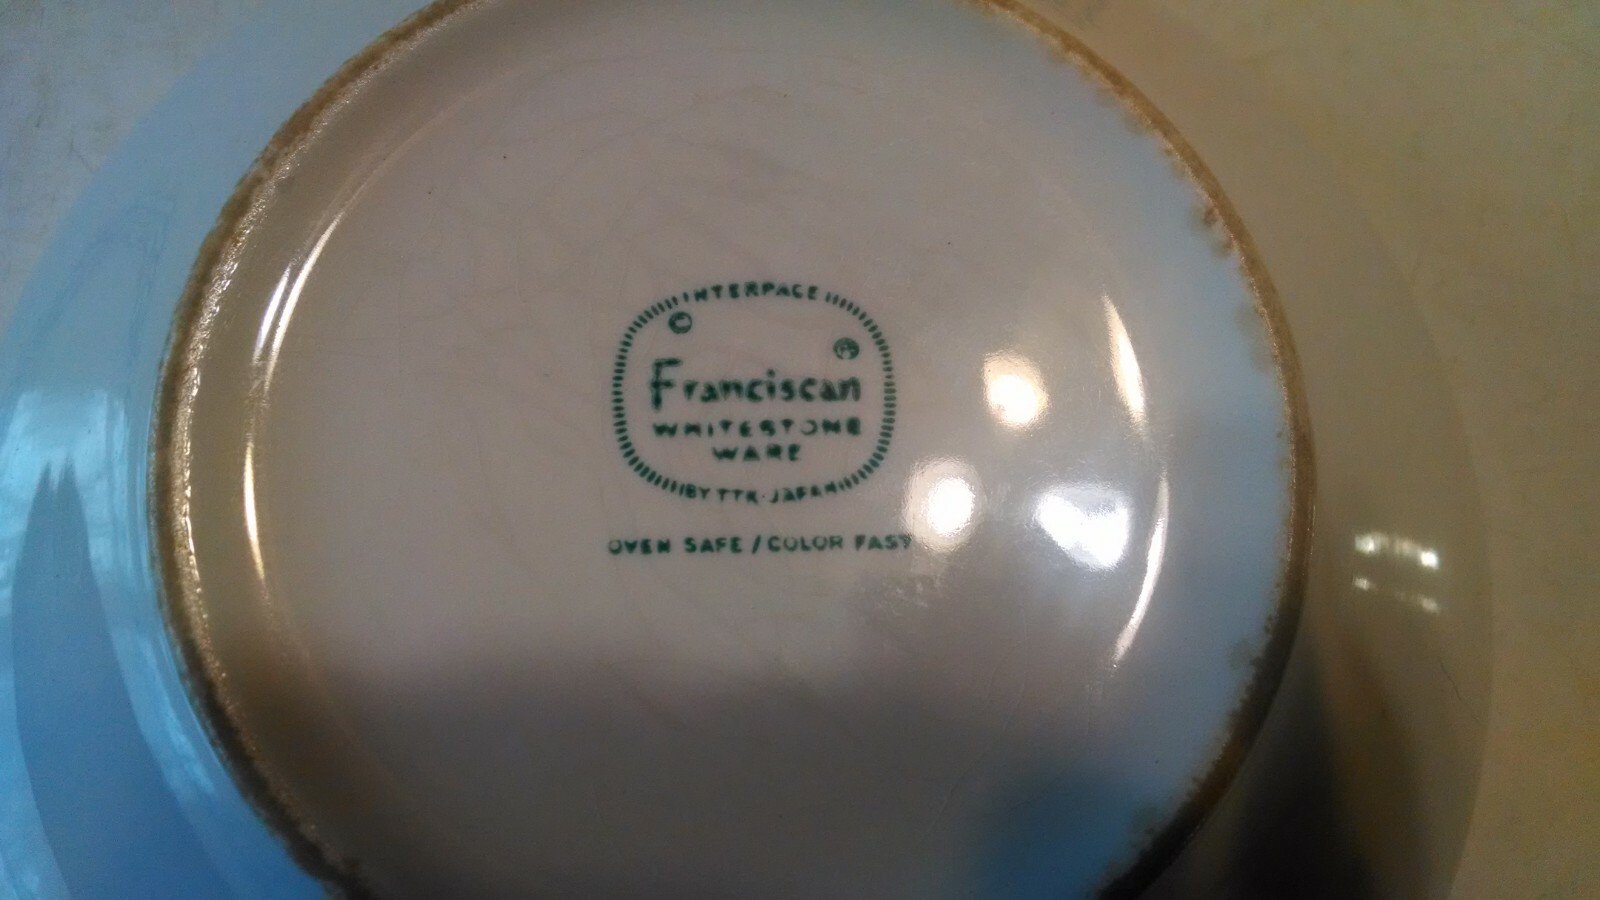 INTERPACE
©
®
Franciscan
WHITESTONE
WARE
BY TTK · JAPAN
OVEN SAFE / COLOR FAST